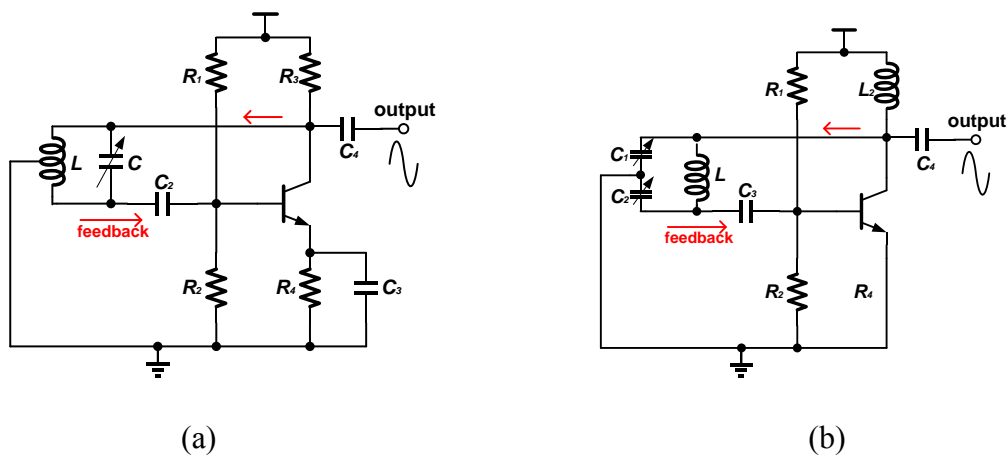 R1
R3
output
L
C
C2
C4
feedback
R2
R4
C3
(a)
R1
L2
output
C1
C2
L
C3
C4
feedback
R2
R4
(b)